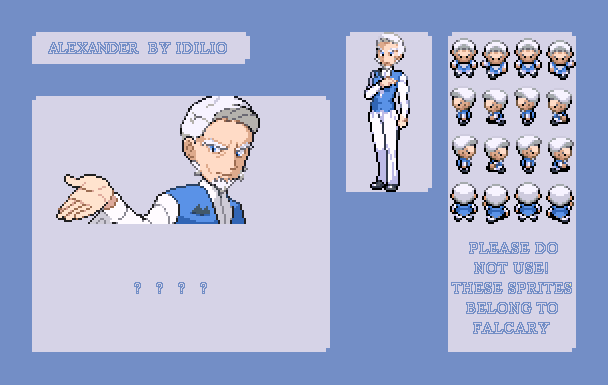 ALEXANDER BY IDILIO
? ? ? ?
PLEASE DO
NOT USE!
THESE SPRITES
BELONG TO
FALCARY